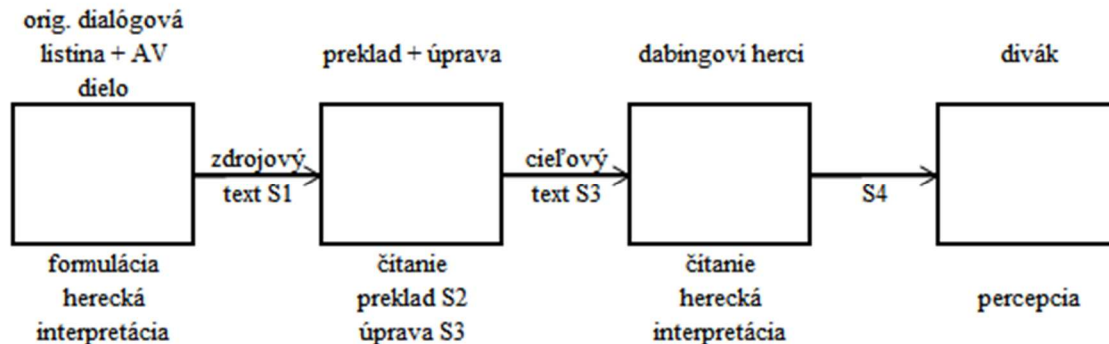 orig. dialógová
listina + AV
dielo
preklad + úprava
dabingoví herci
divák
zdrojový
text S1
cieľový
text S3
S4
formulácia
herecká
interpretácia
čítanie
preklad S2
úprava S3
čítanie
herecká
interpretácia
percepcia